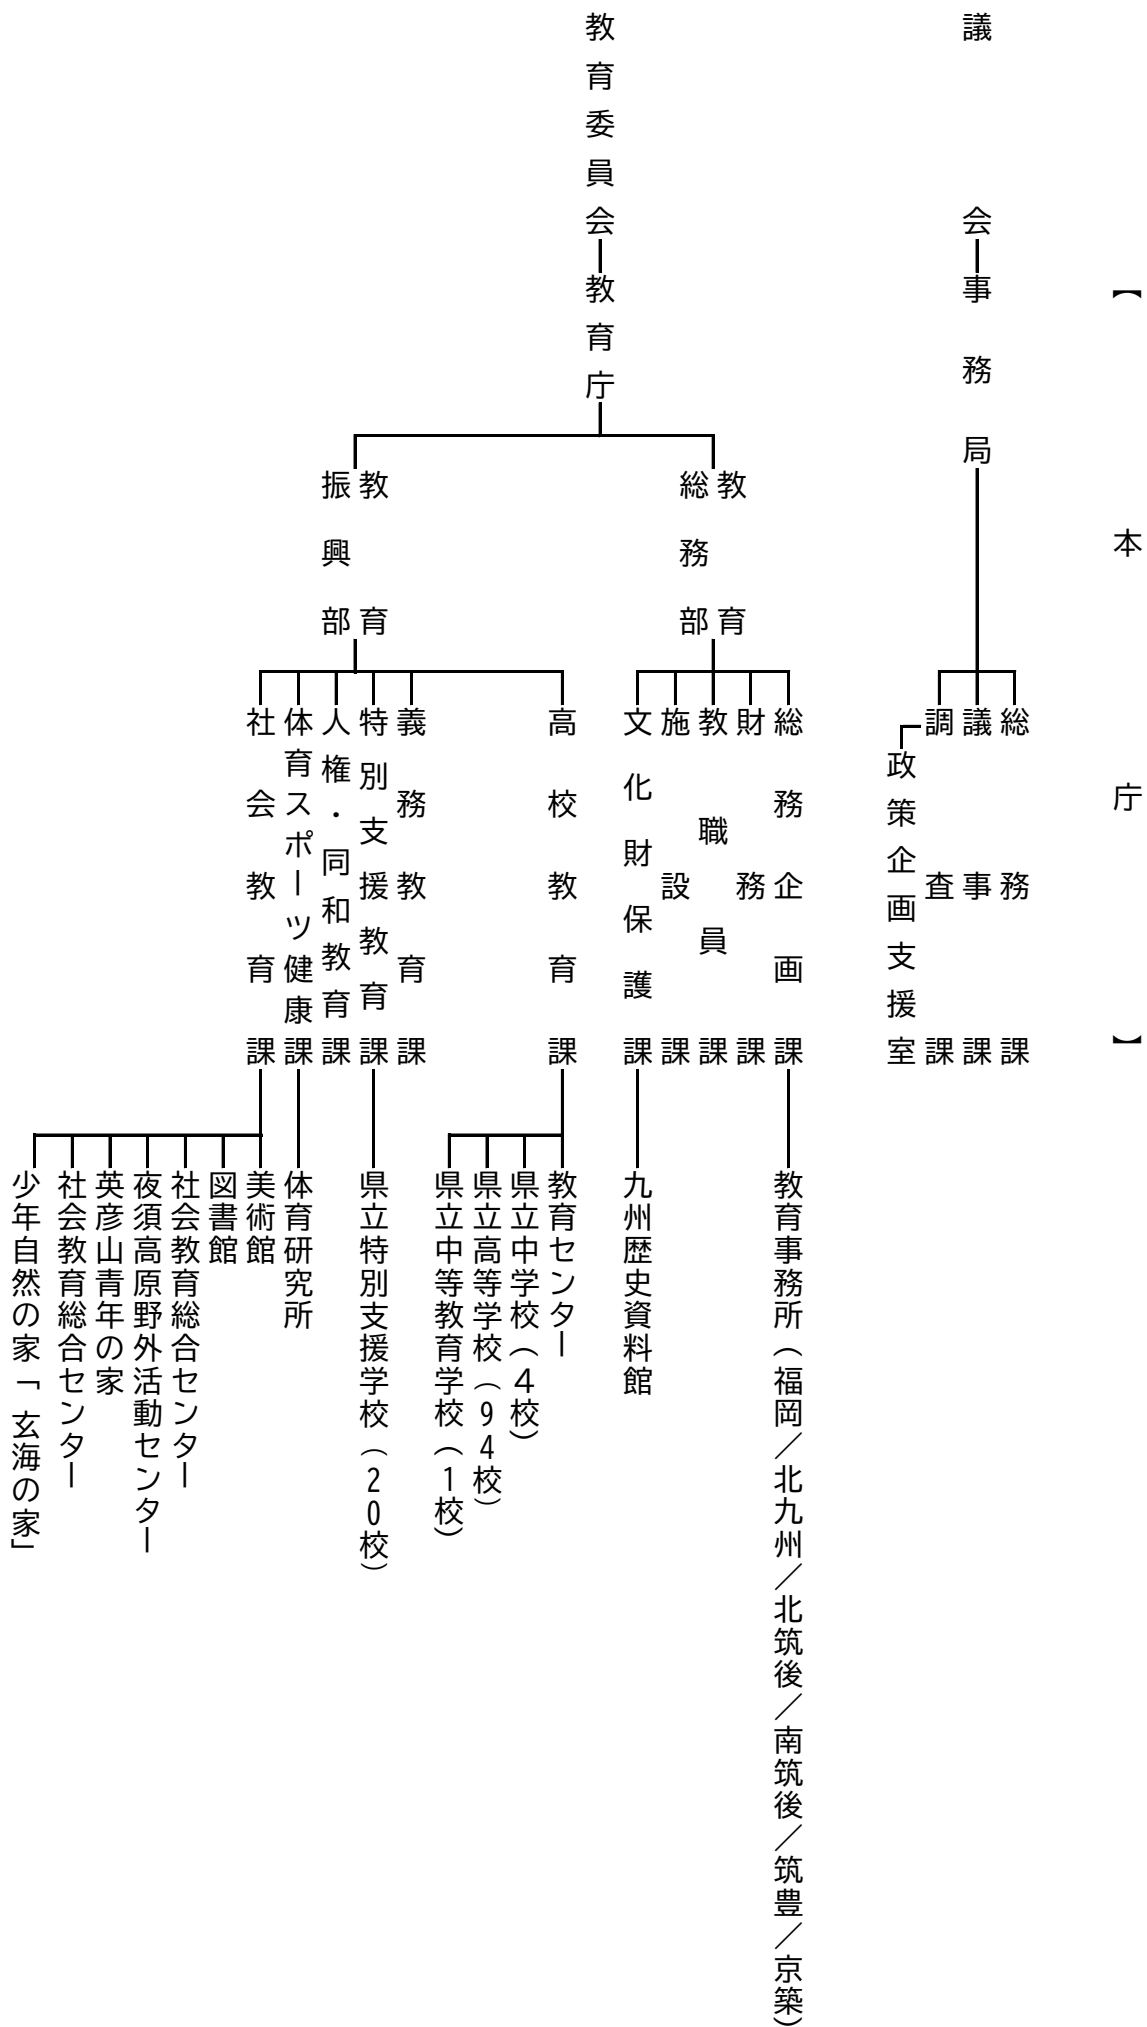 【本庁】
議会
事務局
総務課
議事課
調査課
政策企画支援室
教育委員会
教育庁
教育
総務部
総務企画課
財務課
教職員課
施設課
文化財保護課
教育事務所（福岡／北九州／北筑後／南筑後／筑豊／京築）
九州歴史資料館
教育
振興部
高校教育課
義務教育課
特別支援教育課
人権・同和教育課
体育スポーツ健康課
社会教育課
教育センター
県立中学校（４校）
県立高等学校（94校）
県立中等教育学校（１校）
県立特別支援学校（20校）
体育研究所
美術館
図書館
社会教育総合センター
夜須高原野外活動センター
英彦山青年の家
社会教育総合センター
少年自然の家「玄海の家」